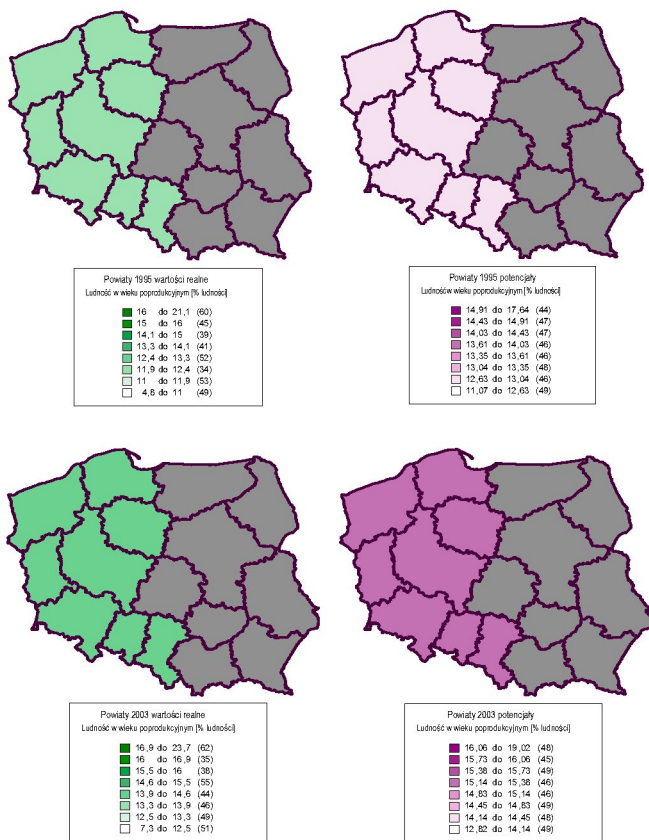 Powiaty 1995 wartości realne
Ludność w wieku poprodukcyjnym [% ludności]
16 do 21,1 (60)
15 do 16 (45)
14,1 do 15 (39)
13,3 do 14,1 (41)
12,4 do 13,3 (52)
11,9 do 12,4 (34)
11 do 11,9 (53)
4,8 do 11 (49)
Powiaty 1995 potencjały
Ludność w wieku poprodukcyjnym [% ludności]
14,91 do 17,64 (44)
14,43 do 14,91 (47)
14,03 do 14,43 (47)
13,61 do 14,03 (46)
13,35 do 13,61 (46)
13,04 do 13,35 (48)
12,63 do 13,04 (46)
11,07 do 12,63 (49)
Powiaty 2003 wartości realne
Ludność w wieku poprodukcyjnym [% ludności]
16,9 do 23,7 (62)
16 do 16,9 (35)
15,5 do 16 (38)
14,6 do 15,5 (55)
13,9 do 14,6 (44)
13,3 do 13,9 (46)
12,5 do 13,3 (49)
7,3 do 12,5 (51)
Powiaty 2003 potencjały
Ludność w wieku poprodukcyjnym [% ludności]
16,06 do 19,02 (48)
15,73 do 16,06 (45)
15,38 do 15,73 (49)
15,14 do 15,38 (46)
14,83 do 15,14 (46)
14,45 do 14,83 (49)
14,14 do 14,45 (48)
12,82 do 14,14 (49)